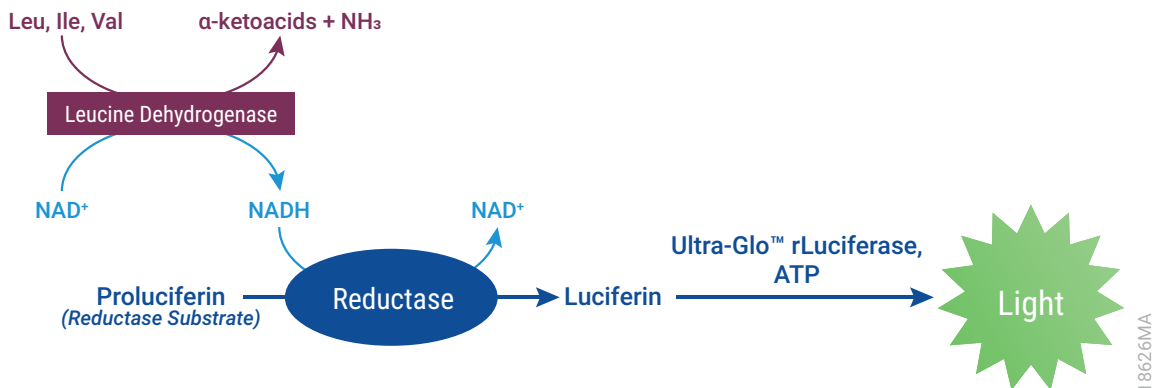 Leu, Ile, Val
α-ketoacids + NH₃
Leucine Dehydrogenase
NAD⁺
NADH
NAD⁺
Ultra-Glo™ rLuciferase,
ATP
Proluciferin
(Reductase Substrate)
Reductase
Luciferin
Light
18626MA